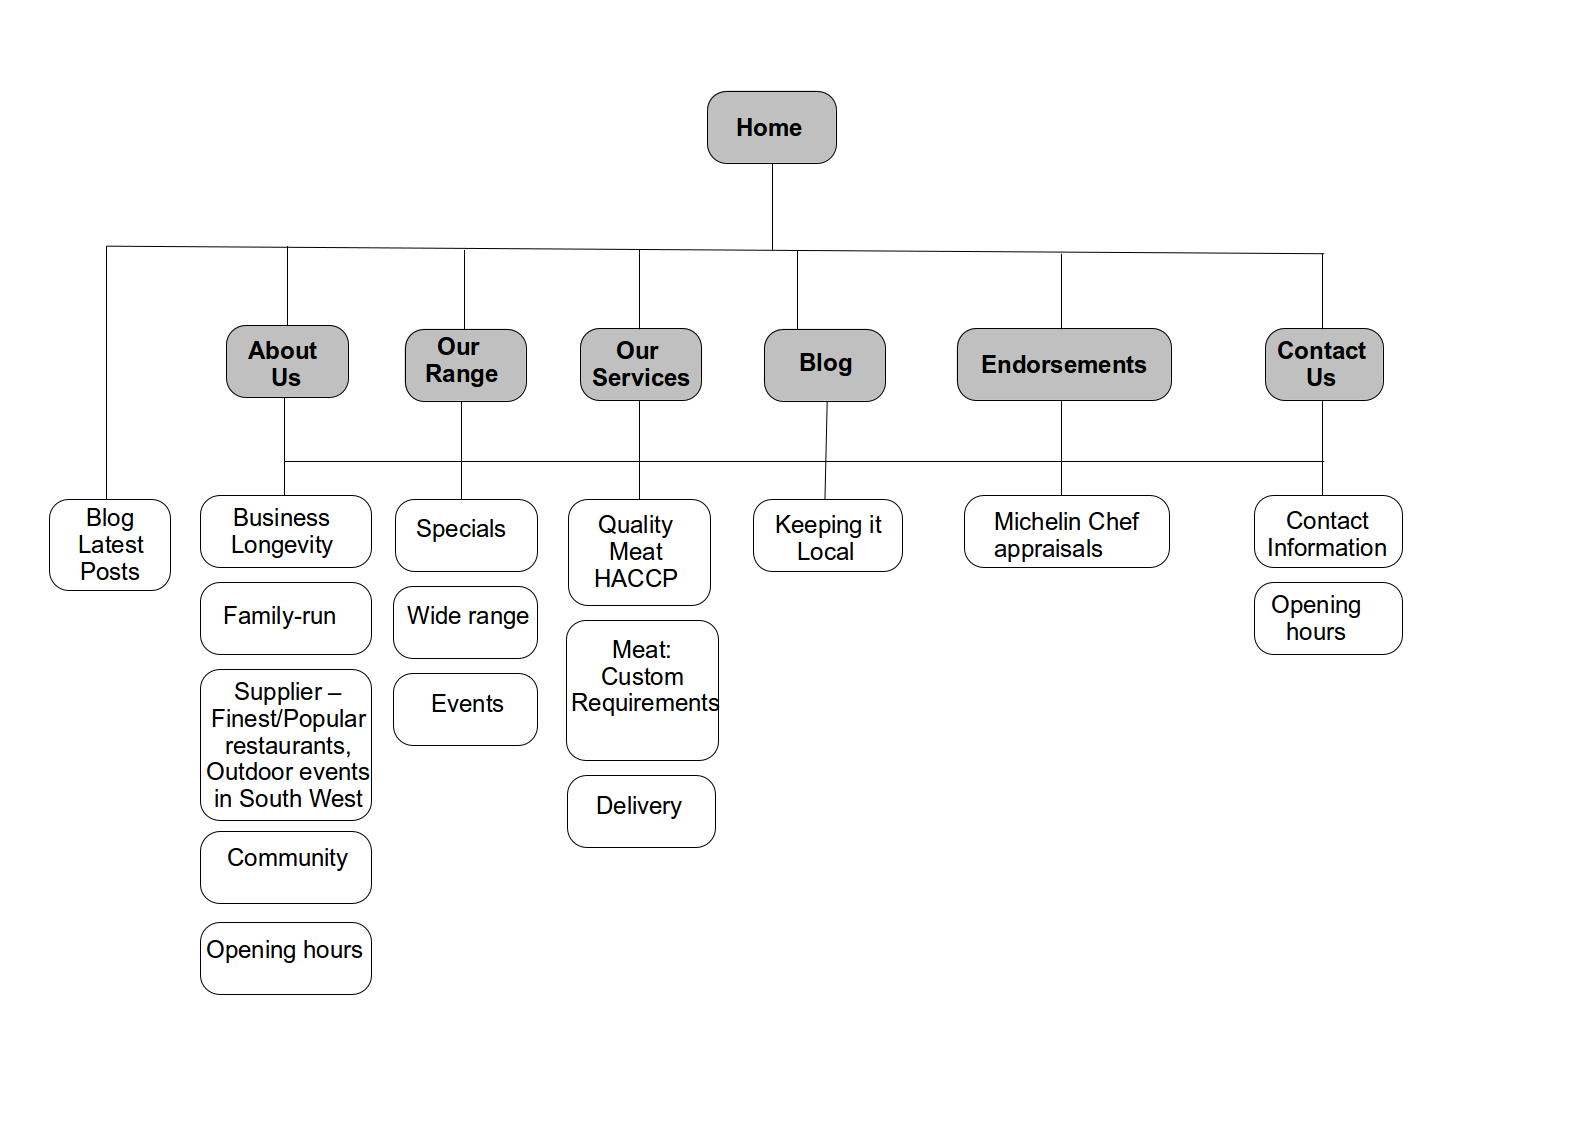 Home
About
Us
Our
Range
Our
Services
Blog
Endorsements
Contact
Us
Blog
Latest
Posts
Business
Longevity
Family-run
Supplier –
Finest/Popular
restaurants,
Outdoor events
in South West
Community
Opening hours
Specials
Wide range
Events
Quality
Meat
HACCP
Meat:
Custom
Requirements
Delivery
Keeping it
Local
Michelin Chef
appraisals
Contact
Information
Opening
hours